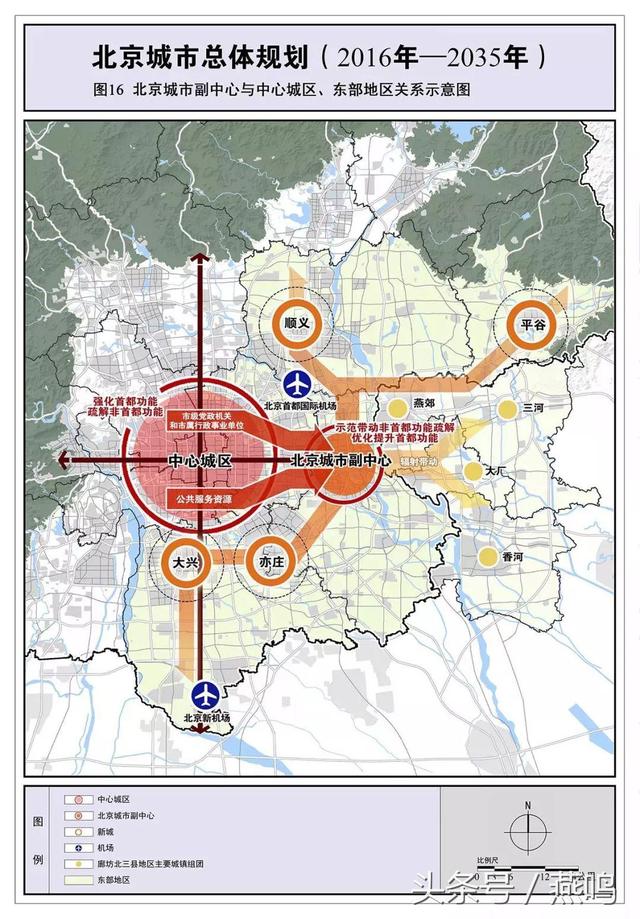 北京城市总体规划（2016年—2035年）
图16 北京城市副中心与中心城区、东部地区关系示意图
顺义
平谷
北京首都国际机场
燕郊
三河
强化首都功能
疏解非首都功能
市级党政机关
和市属行政事业单位
示范带动非首都功能疏解
优化提升首都功能
中心城区
北京城市副中心
辐射带动
大厂
公共服务资源
大兴
亦庄
香河
北京新机场
图例
中心城区
北京城市副中心
新城
机场
廊坊北三县地区主要城镇组团
东部地区
N
比例尺
0
12
头条号 / 燕鸣